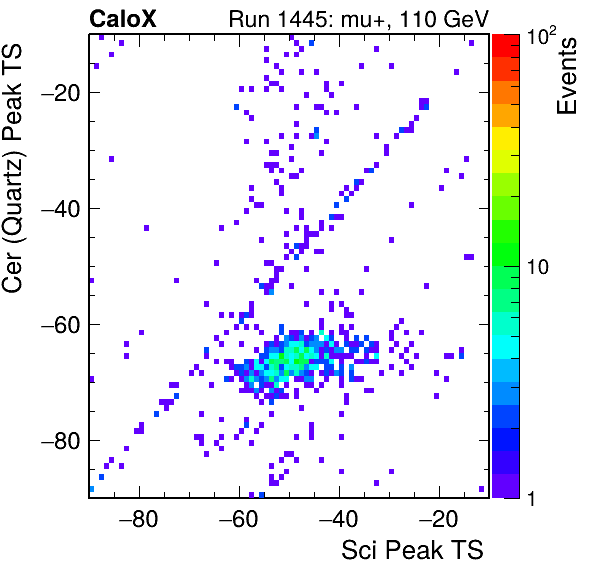 CaloX Run 1445: mu+, 110 GeV
Cer (Quartz) Peak TS
−20
−40
−60
−80
−80 −60 −40 −20
Sci Peak TS
10²
10
1
Events